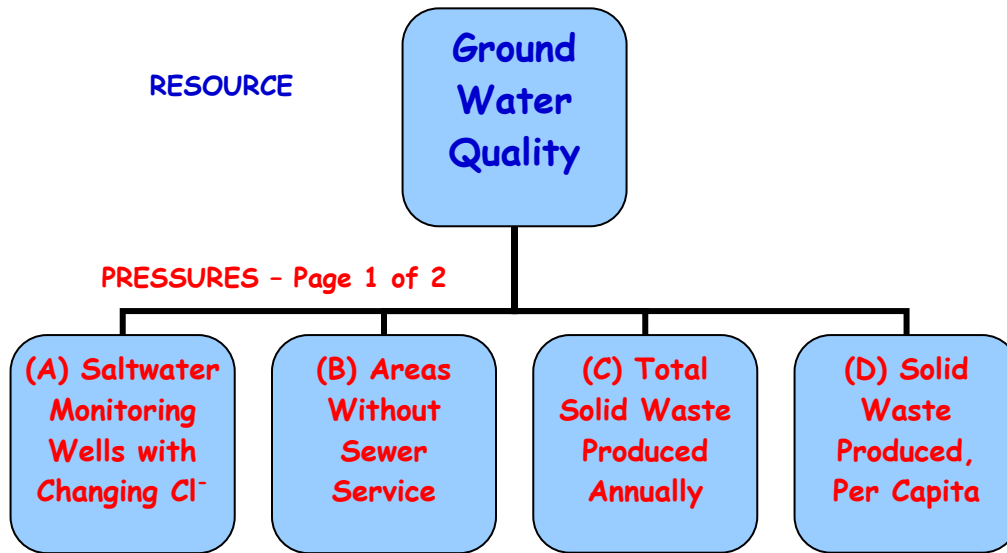 Ground
Water
Quality
RESOURCE
PRESSURES – Page 1 of 2
(A) Saltwater
Monitoring
Wells with
Changing Cl⁻
(B) Areas
Without
Sewer
Service
(C) Total
Solid Waste
Produced
Annually
(D) Solid
Waste
Produced,
Per Capita